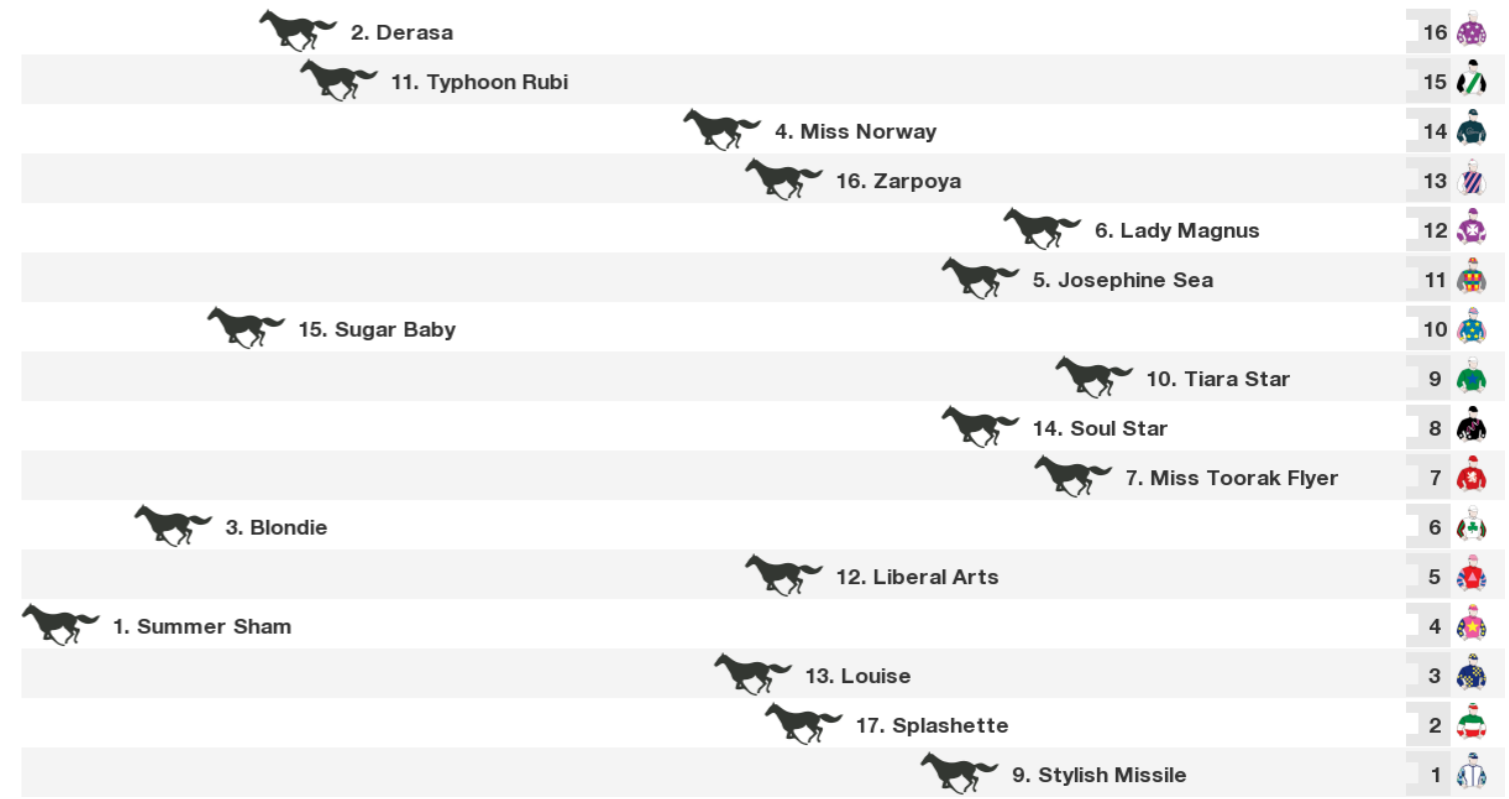 2. Derasa 16
11. Typhoon Rubi 15
4. Miss Norway 14
16. Zarpoya 13
6. Lady Magnus 12
5. Josephine Sea 11
15. Sugar Baby 10
10. Tiara Star 9
14. Soul Star 8
7. Miss Toorak Flyer 7
3. Blondie 6
12. Liberal Arts 5
1. Summer Sham 4
13. Louise 3
17. Splashette 2
9. Stylish Missile 1